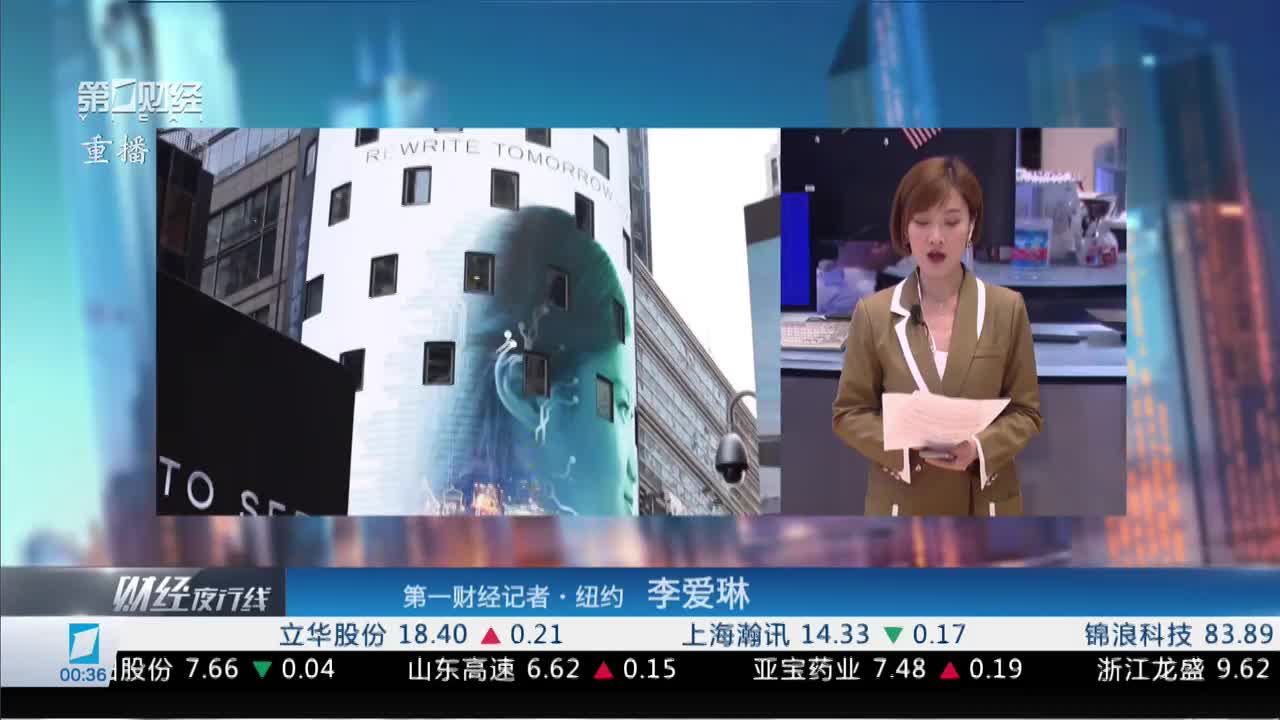 第一财经
YICAI
重播
REWRITE TOMORROW
TO SEE
财经夜行线
第一财经记者·纽约 李爱琳
立华股份 18.40 ▲ 0.21 上海瀚讯 14.33 ▼ 0.17 锦浪科技 83.89
00:36
股份 7.66 ▼ 0.04 山东高速 6.62 ▲ 0.15 亚宝药业 7.48 ▲ 0.19 浙江龙盛 9.62